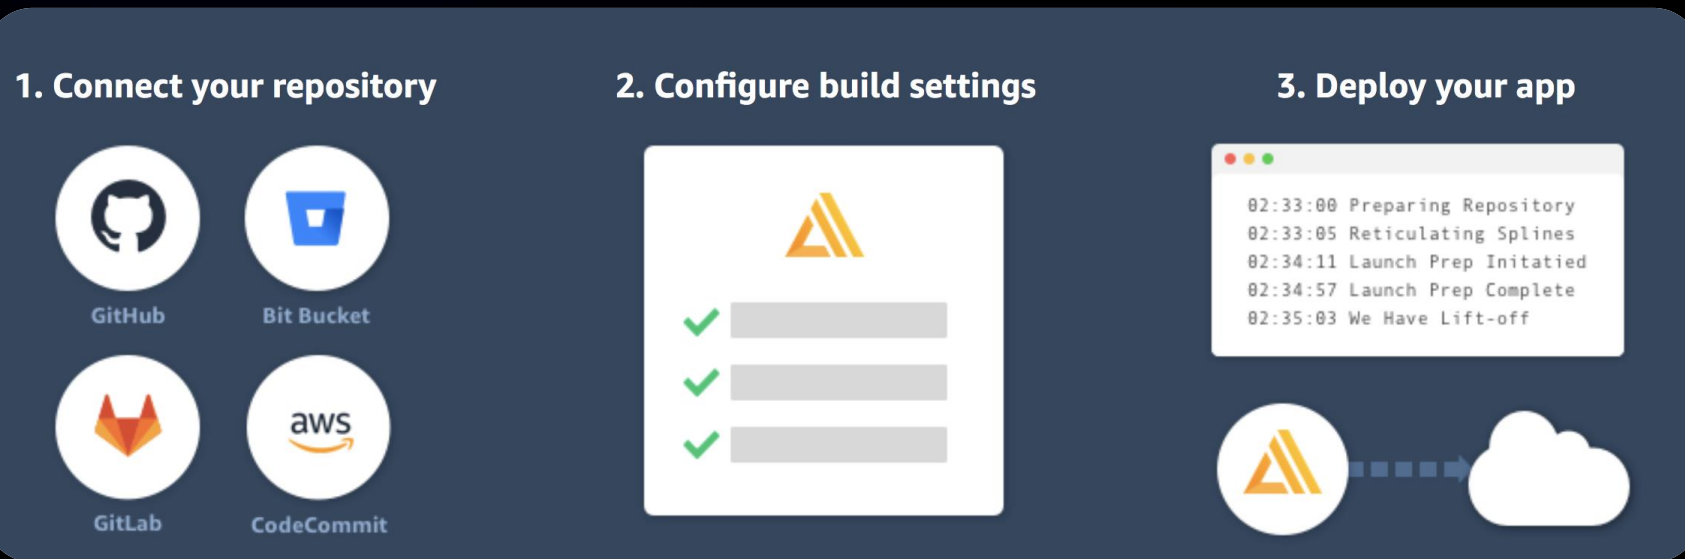 1. Connect your repository
GitHub
Bit Bucket
GitLab
aws
CodeCommit
2. Configure build settings
3. Deploy your app
02:33:00 Preparing Repository
02:33:05 Reticulating Splines
02:34:11 Launch Prep Initatied
02:34:57 Launch Prep Complete
02:35:03 We Have Lift-off